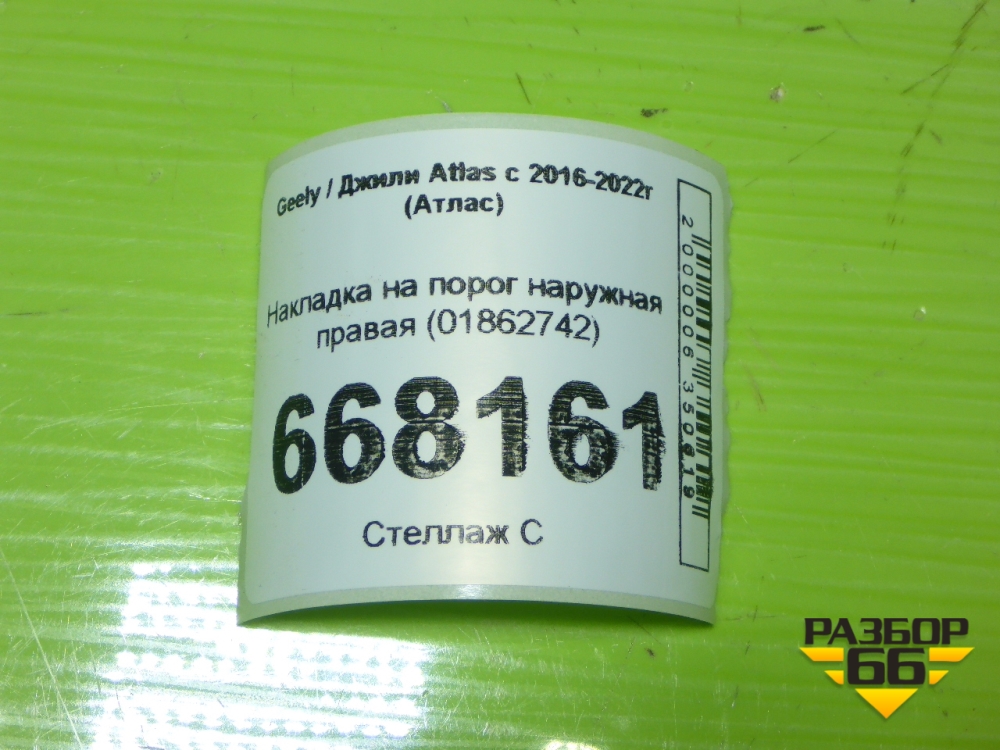 Geely / Джили Atlas с 2016-2022г
(Атлас)
Накладка на порог наружная
правая (01862742)
668161
Стеллаж С
2000006350619
РАЗБОР
66